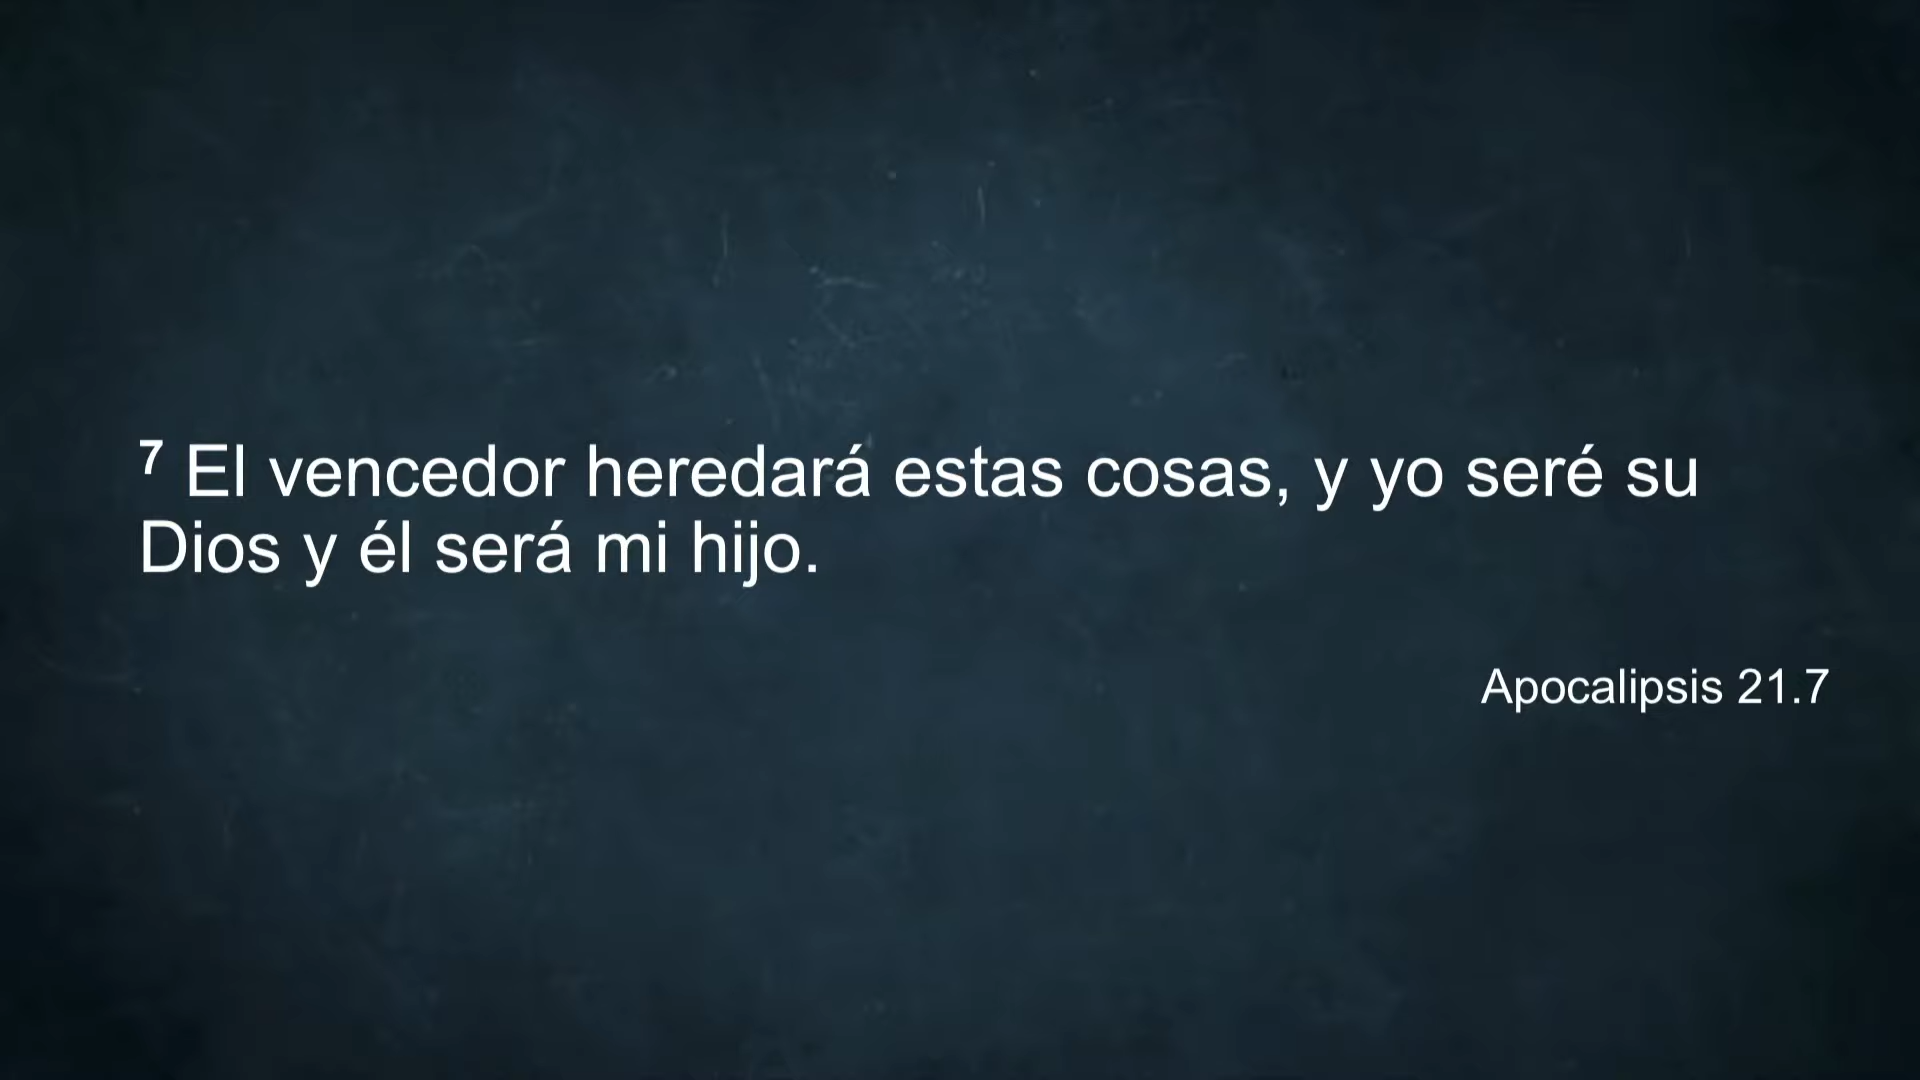 7 El vencedor heredará estas cosas, y yo seré su
Dios y él será mi hijo.
Apocalipsis 21.7